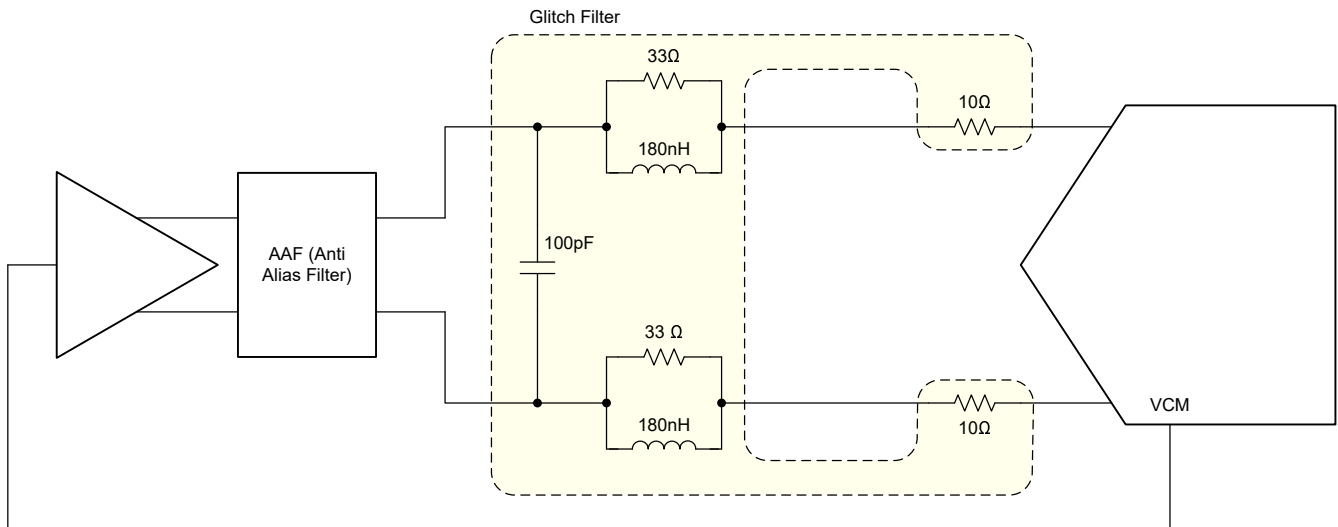 Glitch Filter
33Ω
10Ω
180nH
AAF (Anti
Alias Filter)
100pF
33 Ω
180nH
10Ω
VCM